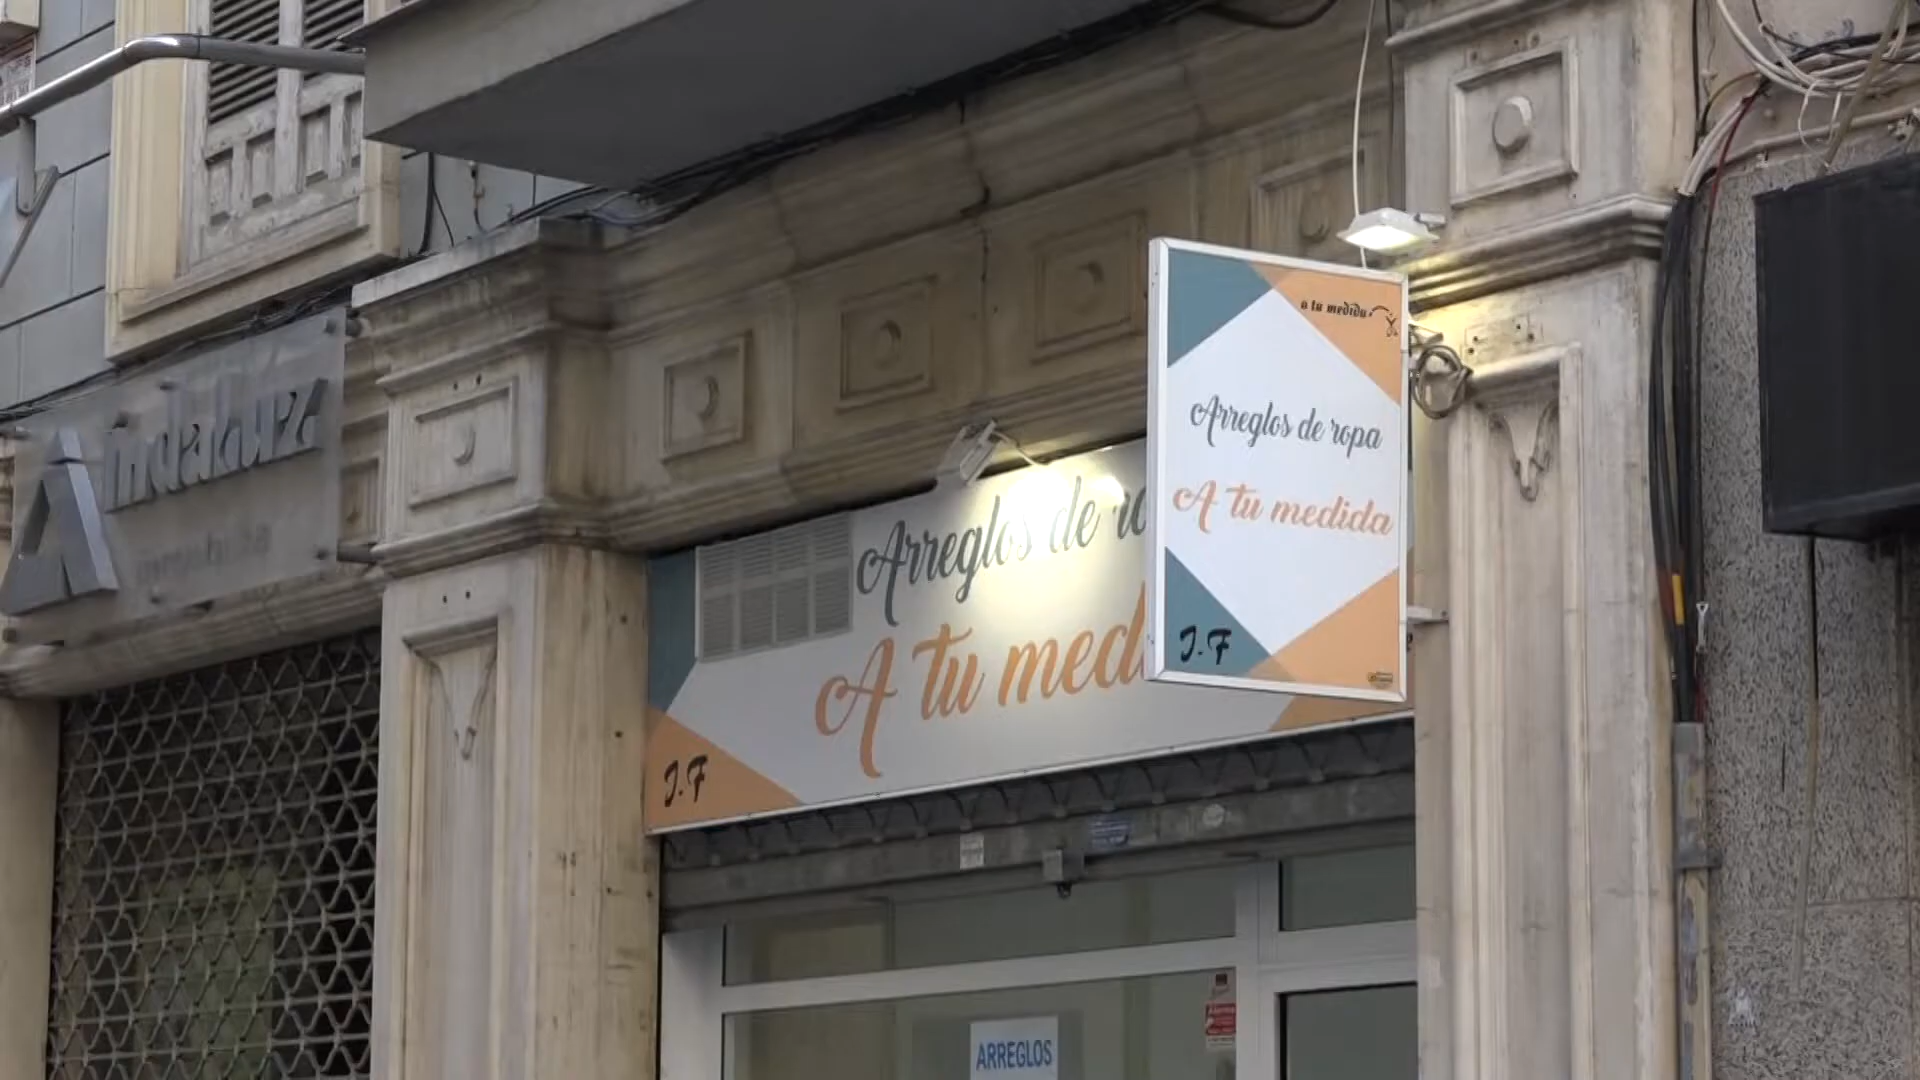 Andaluz
Arreglos de ro
A tu med
J.F
a tu medida
Arreglos de ropa
A tu medida
J.F
ARREGLOS